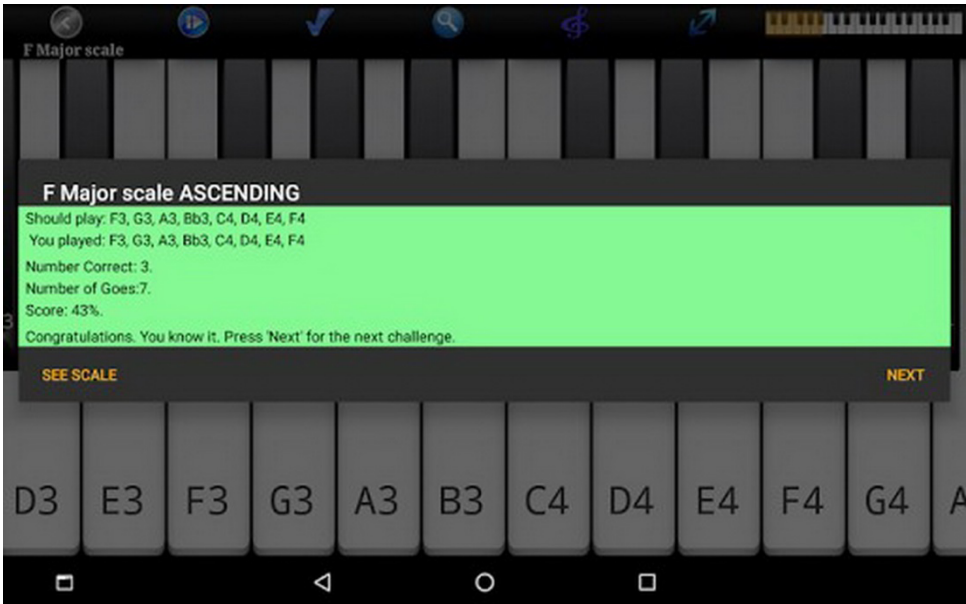 F Major scale
F Major scale ASCENDING
Should play: F3, G3, A3, Bb3, C4, D4, E4, F4
You played: F3, G3, A3, Bb3, C4, D4, E4, F4
Number Correct: 3.
Number of Goes:7.
Score: 43%.
3
Congratulations. You know it. Press 'Next' for the next challenge.
SEE SCALE NEXT
D3 E3 F3 G3 A3 B3 C4 D4 E4 F4 G4 A